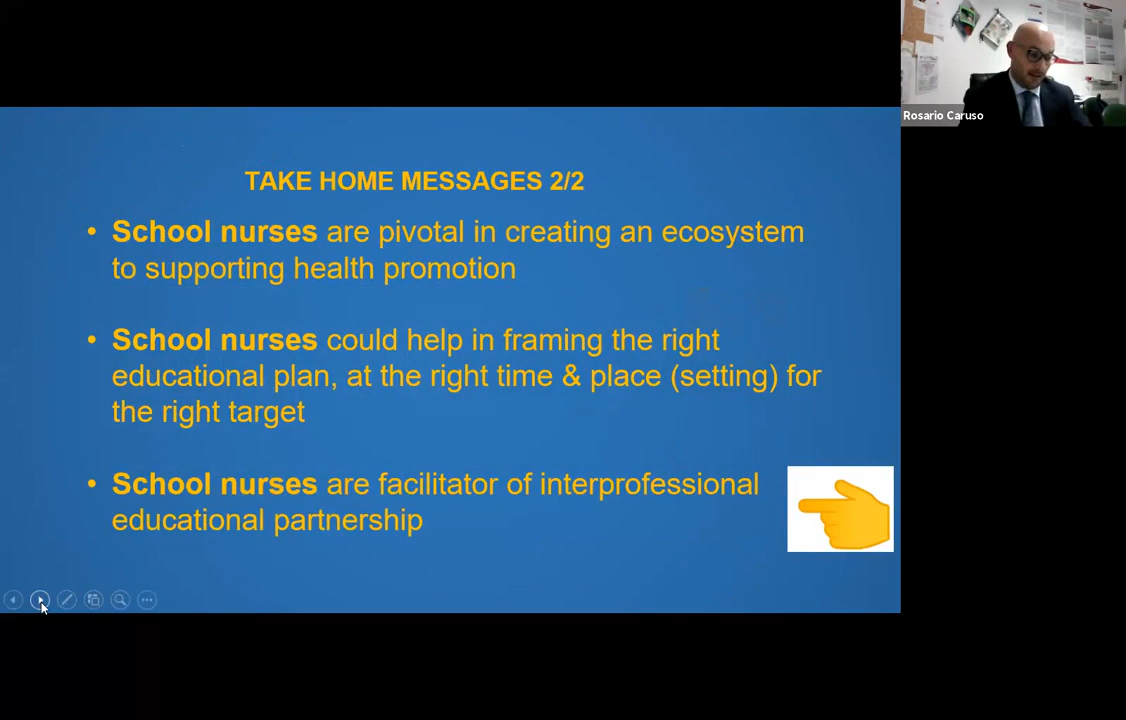 Rosario Caruso
TAKE HOME MESSAGES 2/2
• School nurses are pivotal in creating an ecosystem
to supporting health promotion
• School nurses could help in framing the right
educational plan, at the right time & place (setting) for
the right target
• School nurses are facilitator of interprofessional
educational partnership